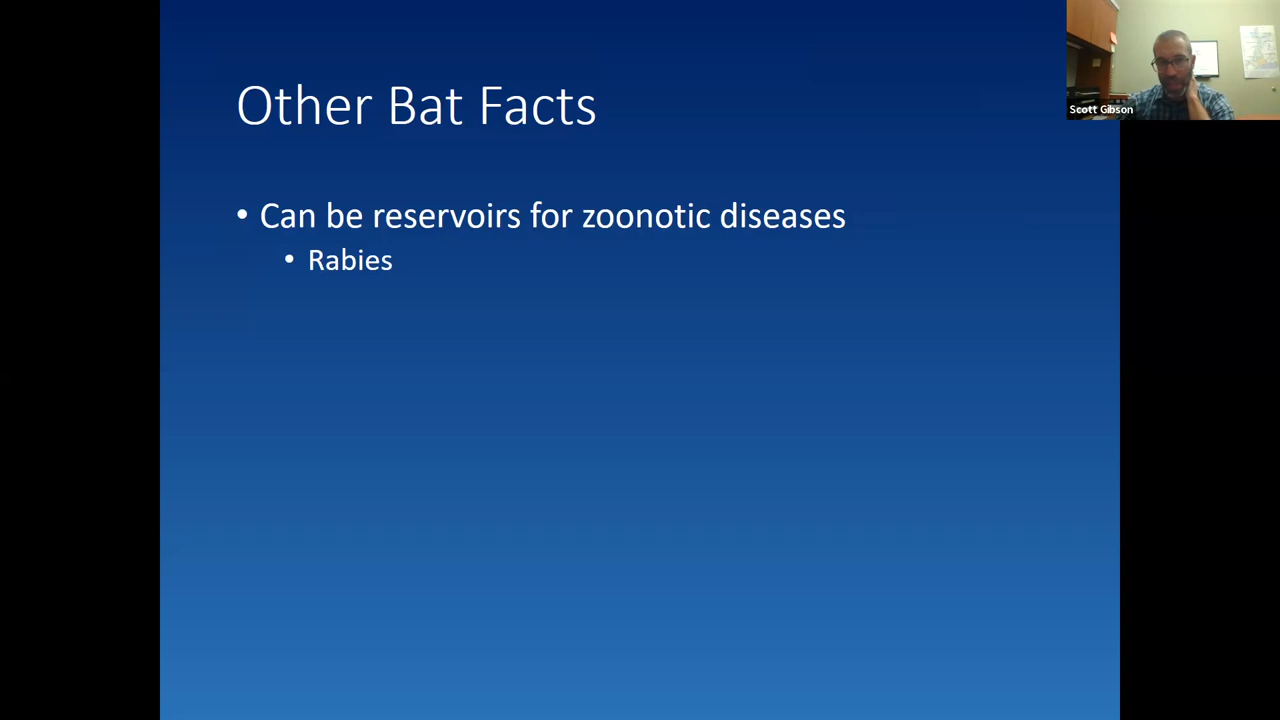 Other Bat Facts
Scott Gibson
• Can be reservoirs for zoonotic diseases
• Rabies